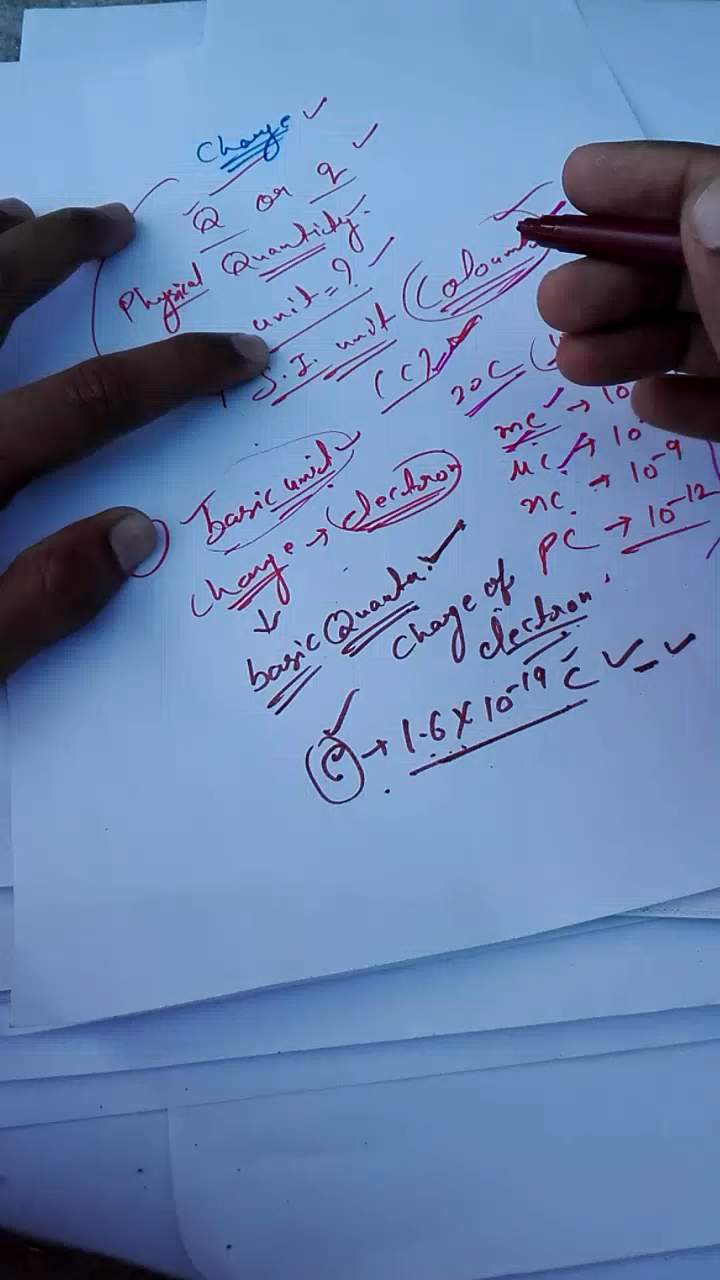 Charge
Q or q
Physical Quantity.
unit = ?
S.I. unit (Coloumb
(C)
20C
mC → 10
μC → 10
nC → 10-9
PC → 10-12
basic unit
charge → electron
basic Quanta.
charge of
electron
e → 1.6 X 10-19 C